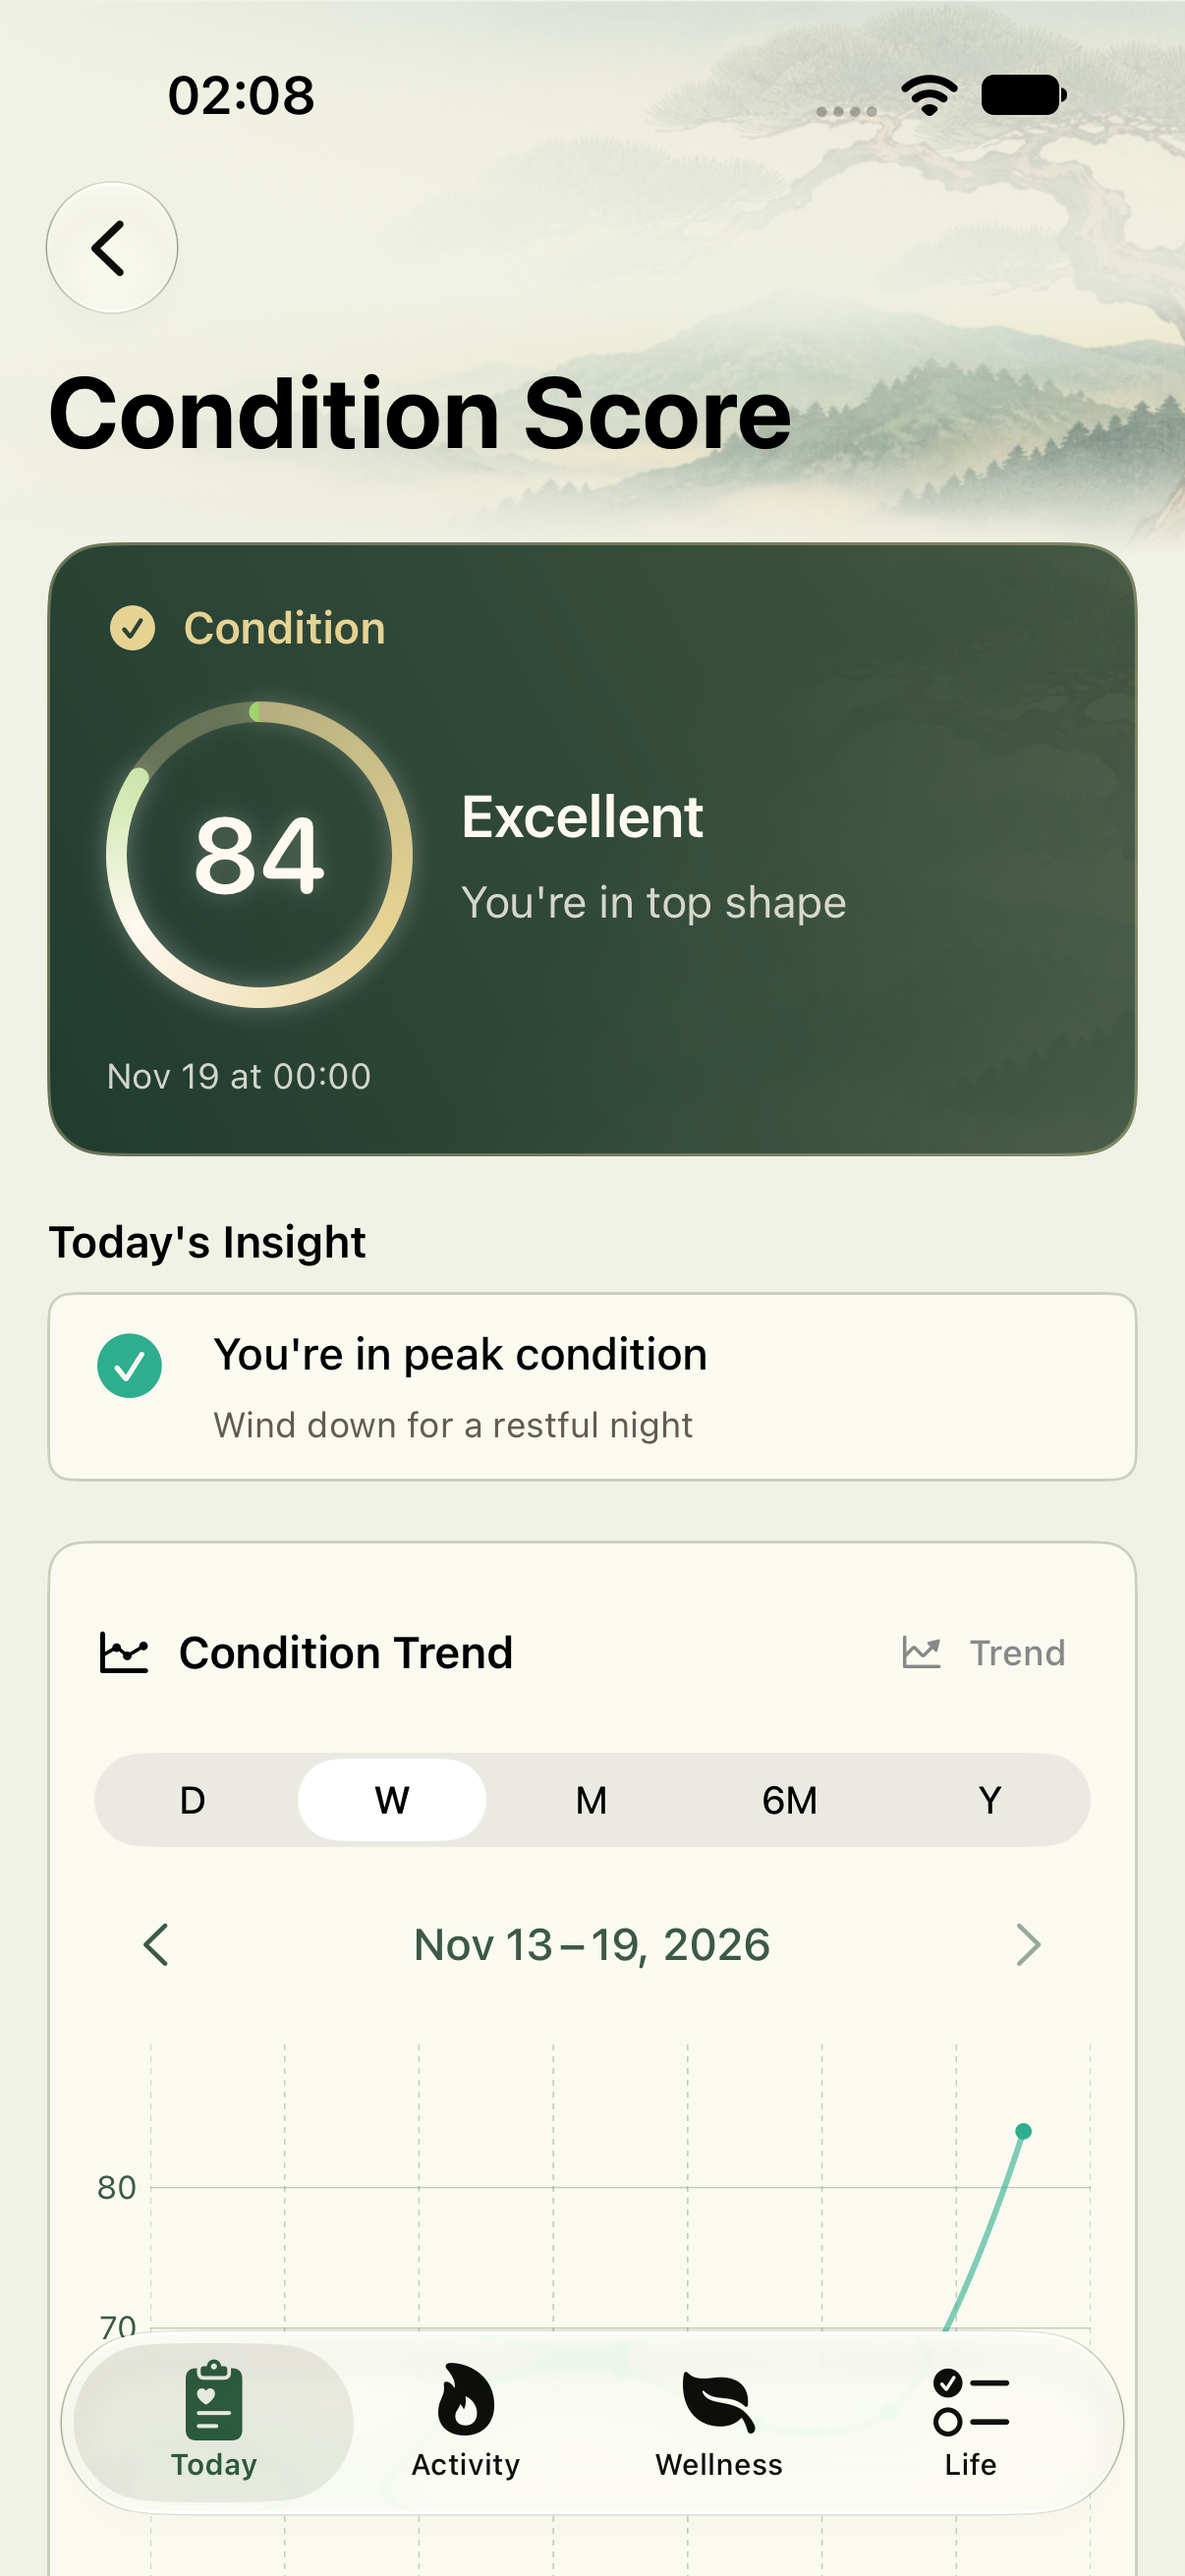 02:08
Condition Score
Condition
84
Excellent
You're in top shape
Nov 19 at 00:00
Today's Insight
You're in peak condition
Wind down for a restful night
Condition Trend
Trend
D W M 6M Y
Nov 13 – 19, 2026
80
70
Today Activity Wellness Life